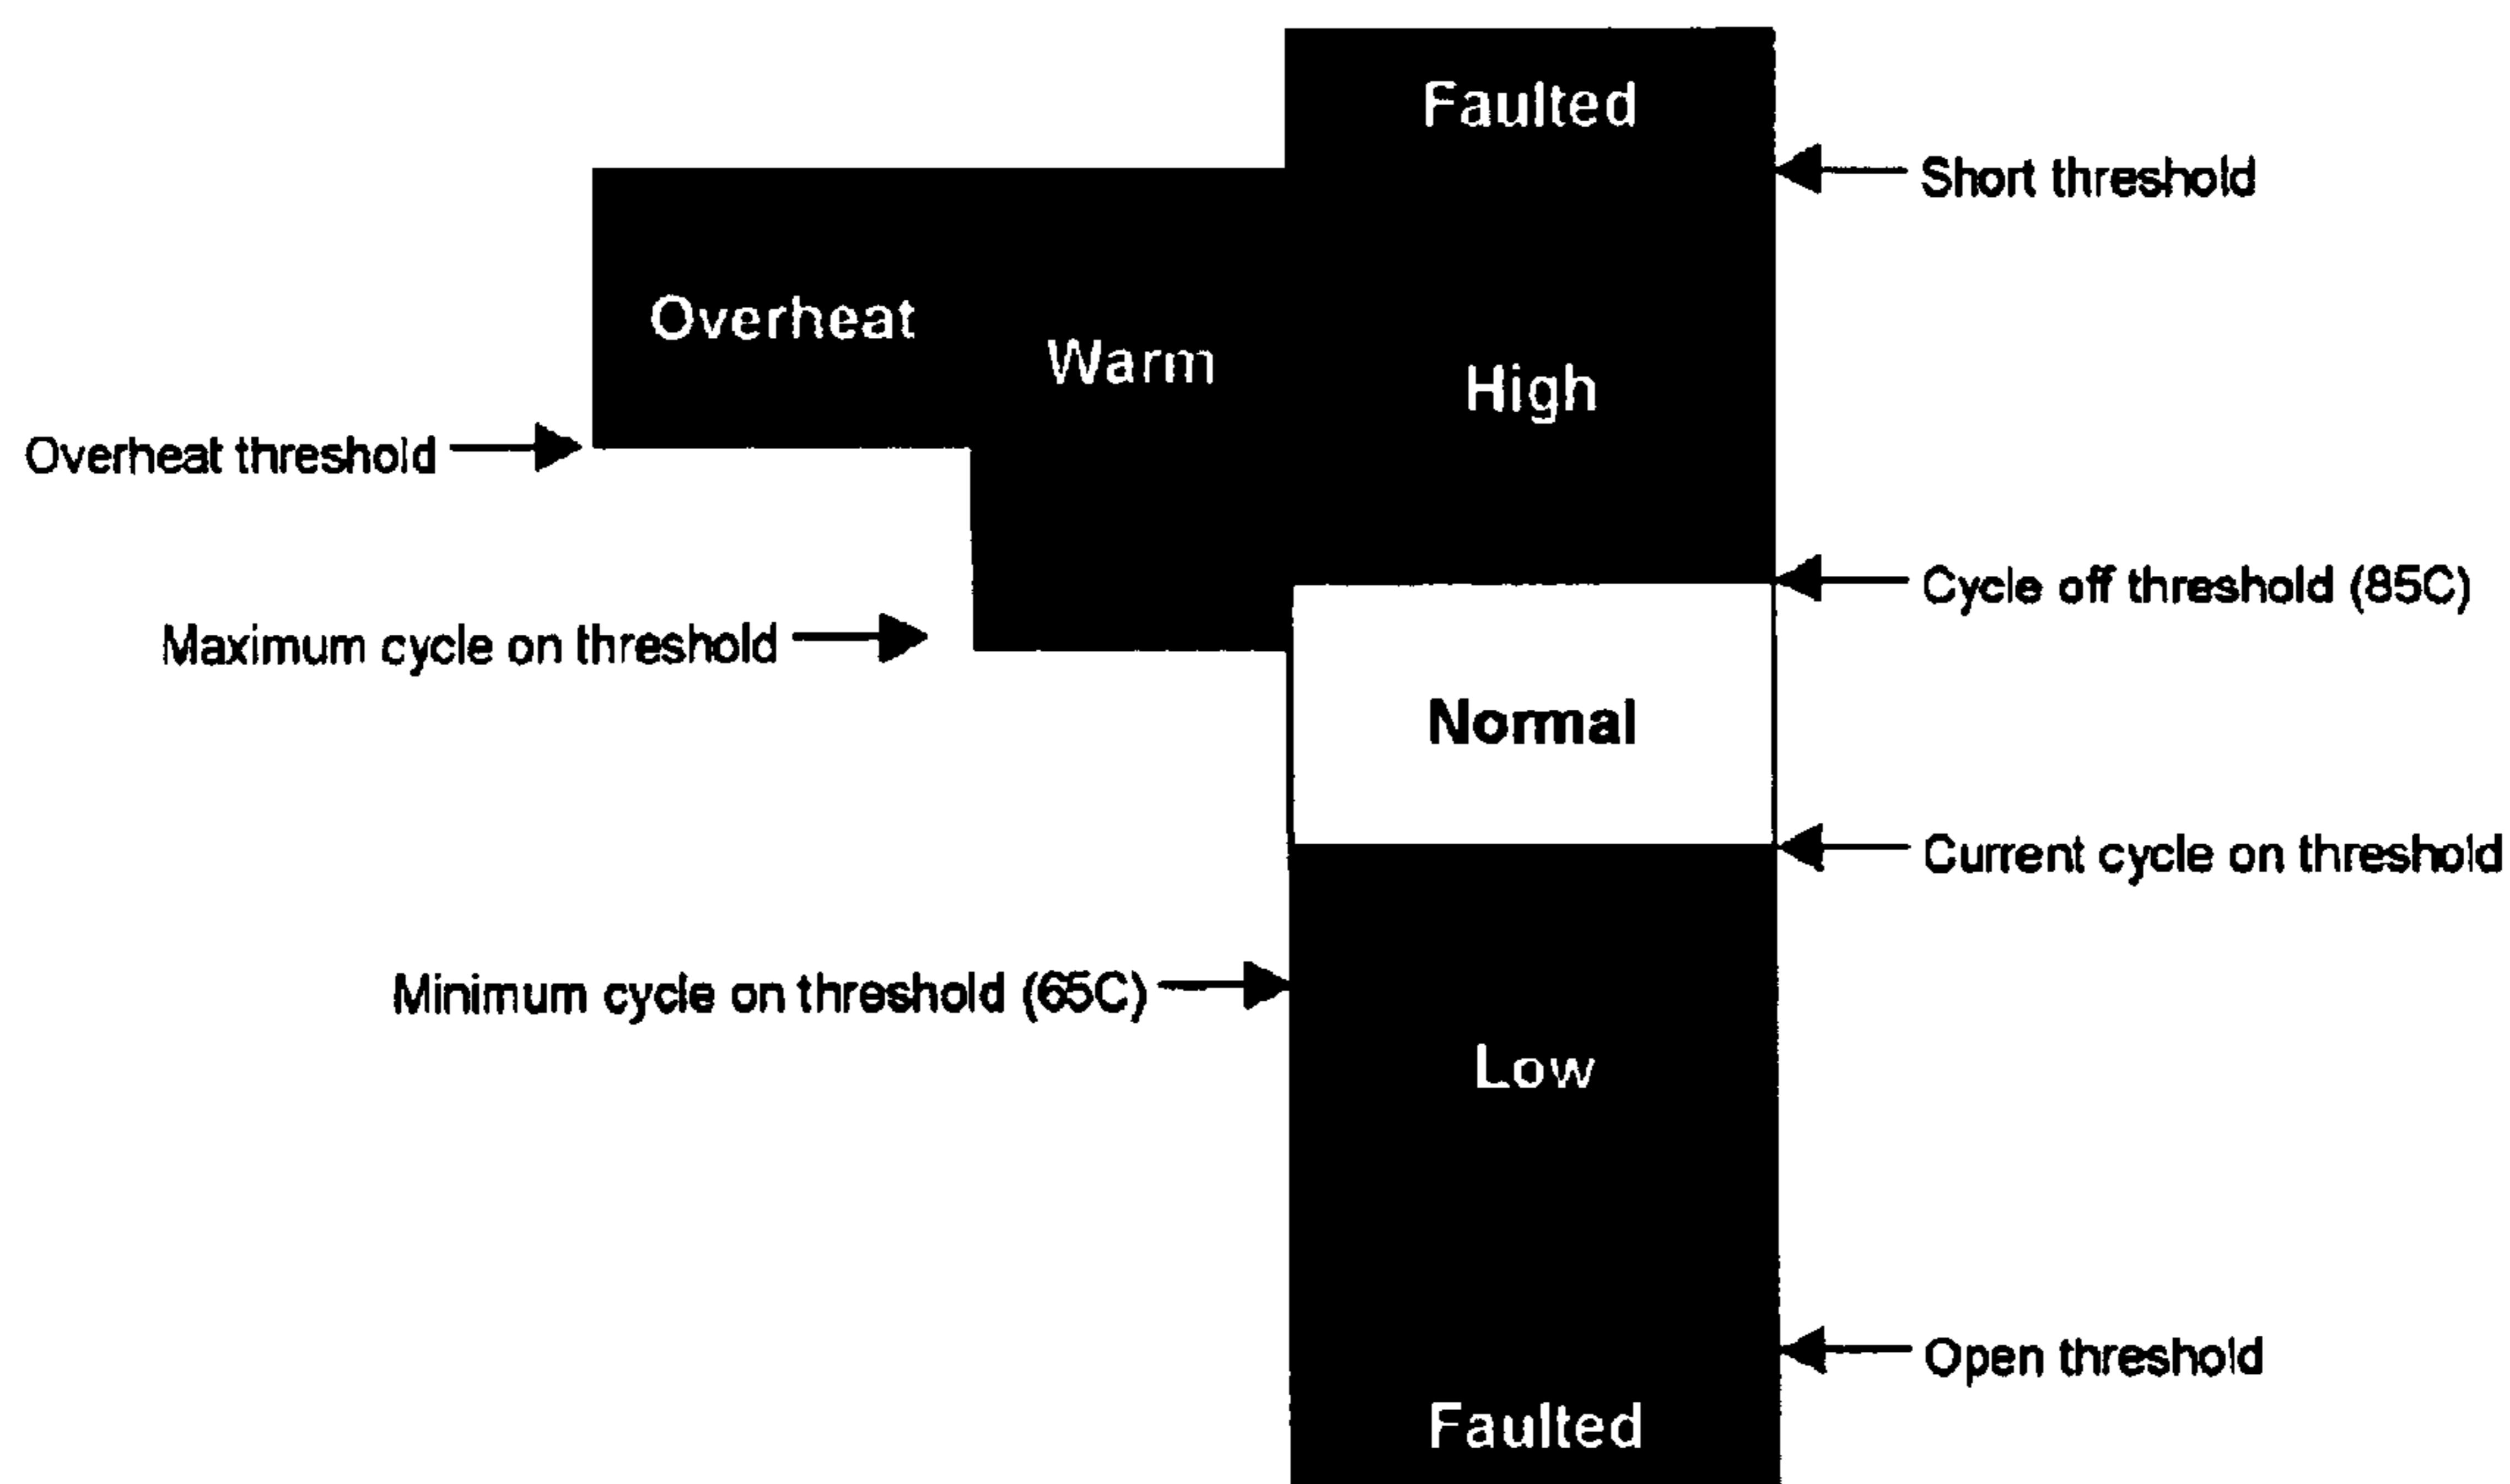 Faulted
Short threshold
Overheat
Warm
High
Overheat threshold
Cycle off threshold (85C)
Maximum cycle on threshold
Normal
Current cycle on threshold
Minimum cycle on threshold (65C)
Low
Open threshold
Faulted